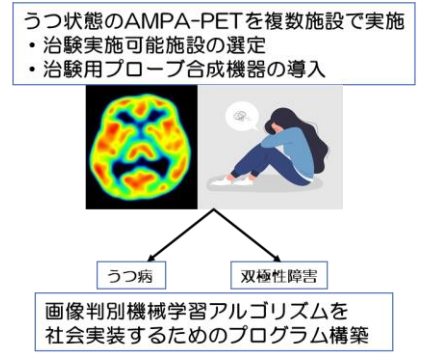 うつ状態のAMPA-PETを複数施設で実施
・治験実施可能施設の選定
・治験用プローブ合成機器の導入
うつ病
双極性障害
画像判別機械学習アルゴリズムを
社会実装するためのプログラム構築